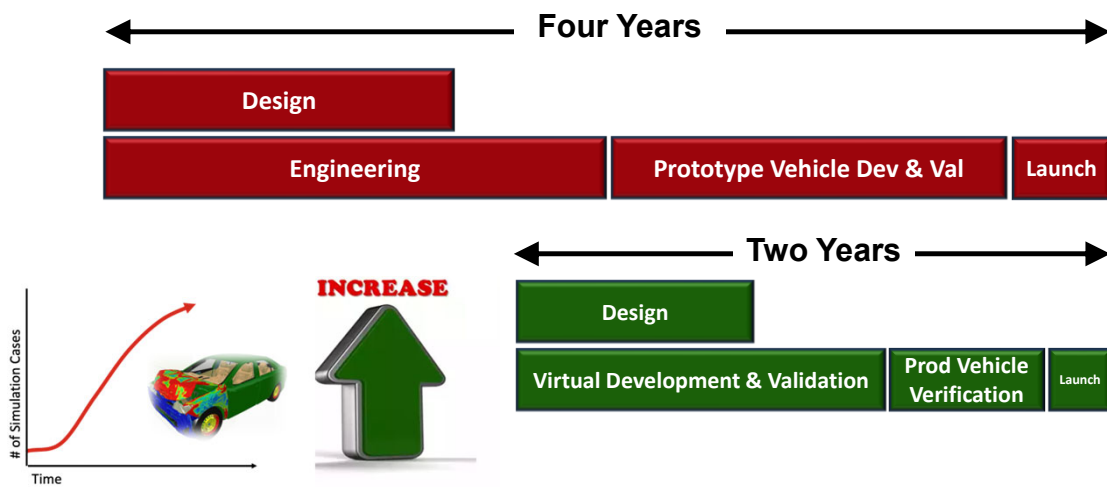 Four Years
Design
Engineering
Prototype Vehicle Dev & Val
Launch
Two Years
INCREASE
Design
Virtual Development & Validation
Prod Vehicle
Verification
Launch
# of Simulation Cases
Time